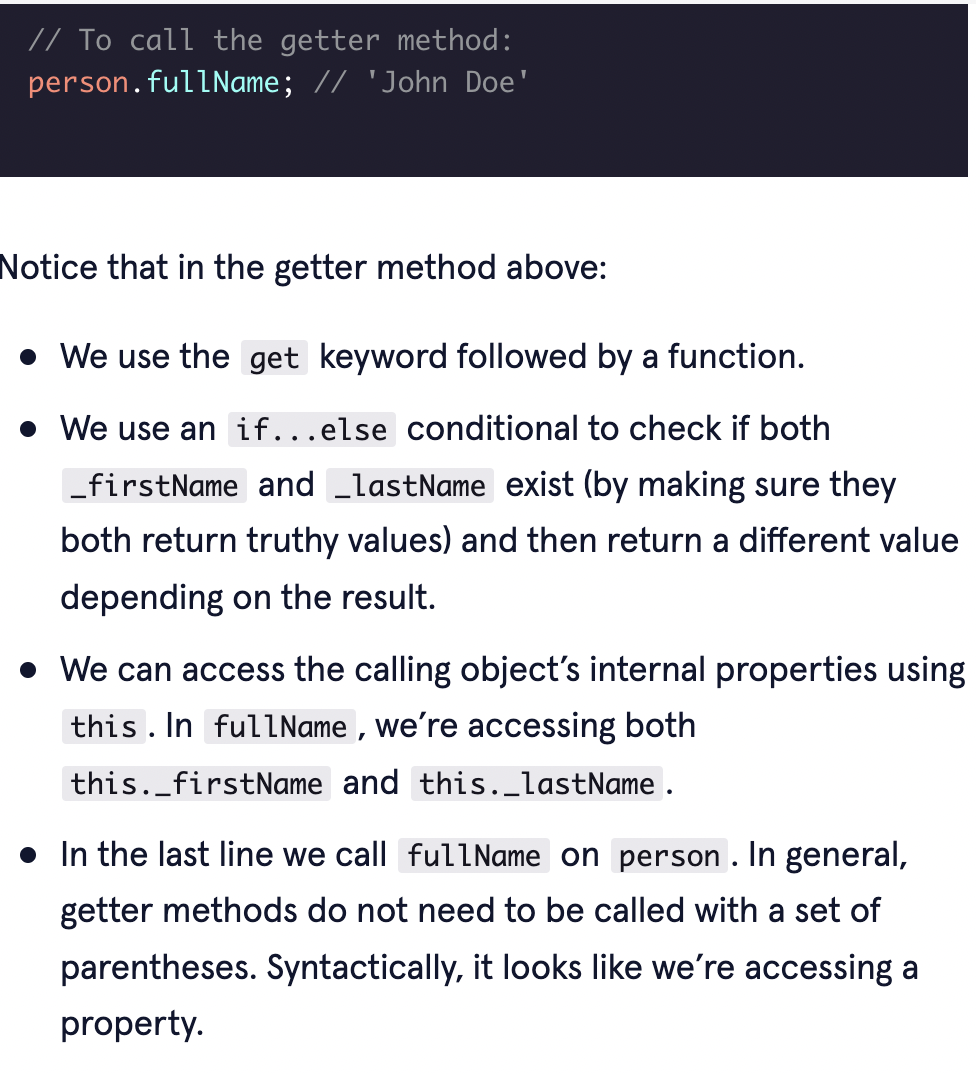 // To call the getter method:
person.fullName; // 'John Doe'
Notice that in the getter method above:
● We use the get keyword followed by a function.
● We use an if...else conditional to check if both
_firstName and _lastName exist (by making sure they
both return truthy values) and then return a different value
depending on the result.
● We can access the calling object’s internal properties using
this. In fullName, we’re accessing both
this._firstName and this._lastName.
● In the last line we call fullName on person. In general,
getter methods do not need to be called with a set of
parentheses. Syntactically, it looks like we’re accessing a
property.